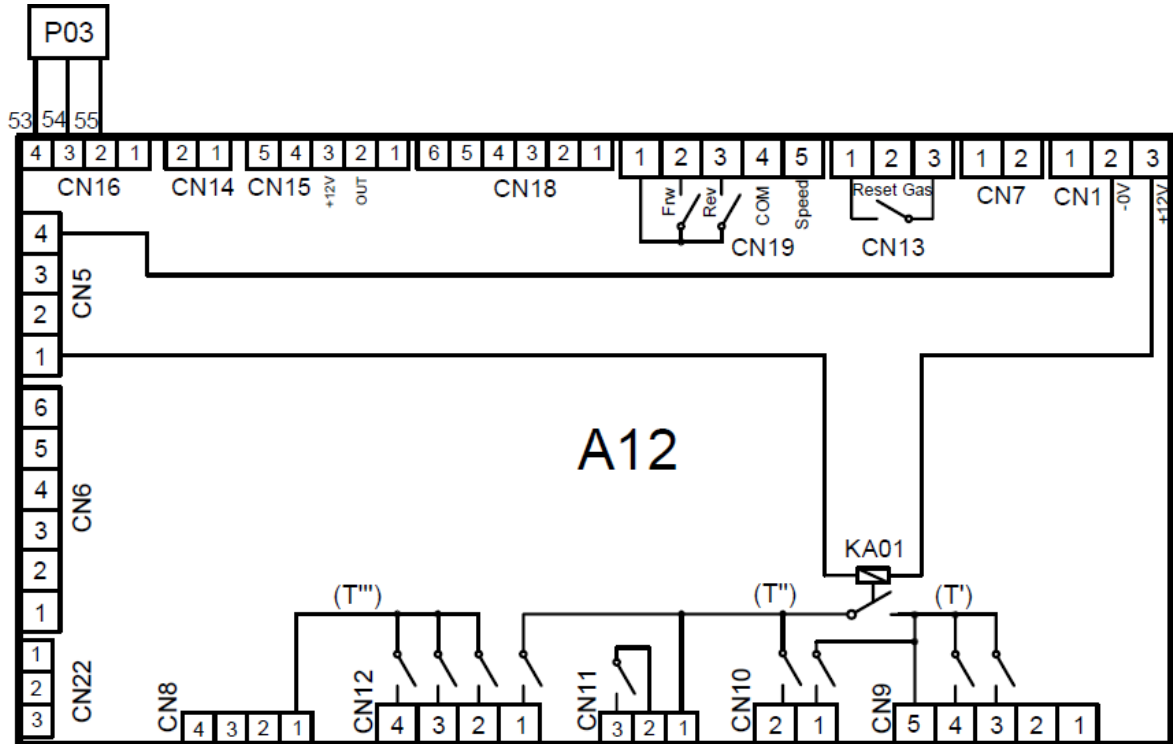 P03
53 54 55
4 3 2 1 2 1 5 4 3 2 1 6 5 4 3 2 1 1 2 3 4 5 1 2 3 1 2 1 2 3
CN16 CN14 CN15 +12V OUT CN18 Frw Rev COM Speed Reset Gas CN7 CN1 -0V +12V
CN19 CN13
4
3
2
1
CN5
6
5
4
3
2
1
CN6
A12
KA01
(T''') (T'') (T')
1
2
3
CN22
CN8 CN12 CN11 CN10 CN9
4 3 2 1 4 3 2 1 3 2 1 2 1 5 4 3 2 1